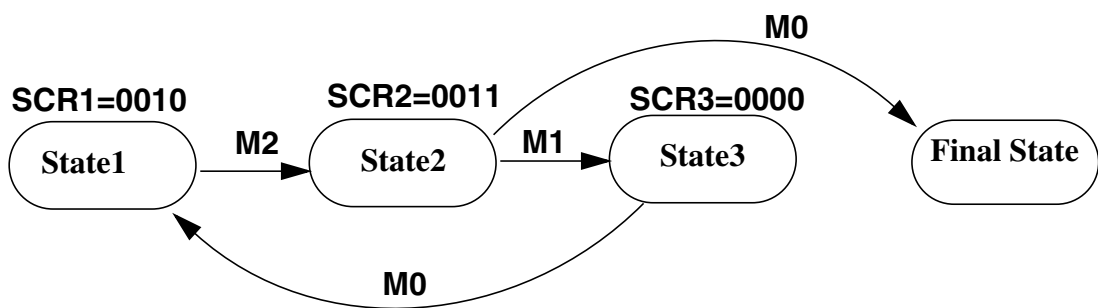 M0
SCR1=0010
SCR2=0011
SCR3=0000
State1
M2
State2
M1
State3
Final State
M0